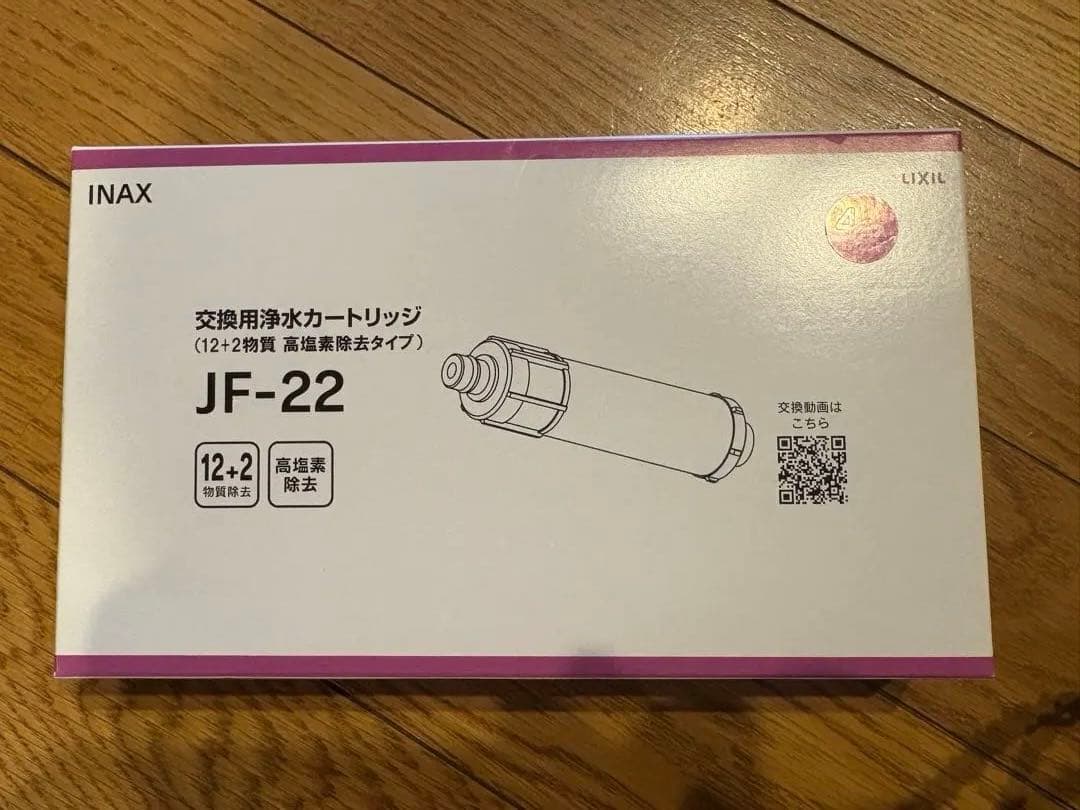 INAX
LIXIL
交換用浄水カートリッジ
(12+2物質 高塩素除去タイプ)
JF-22
12+2
物質除去
高塩素
除去
交換動画は
こちら